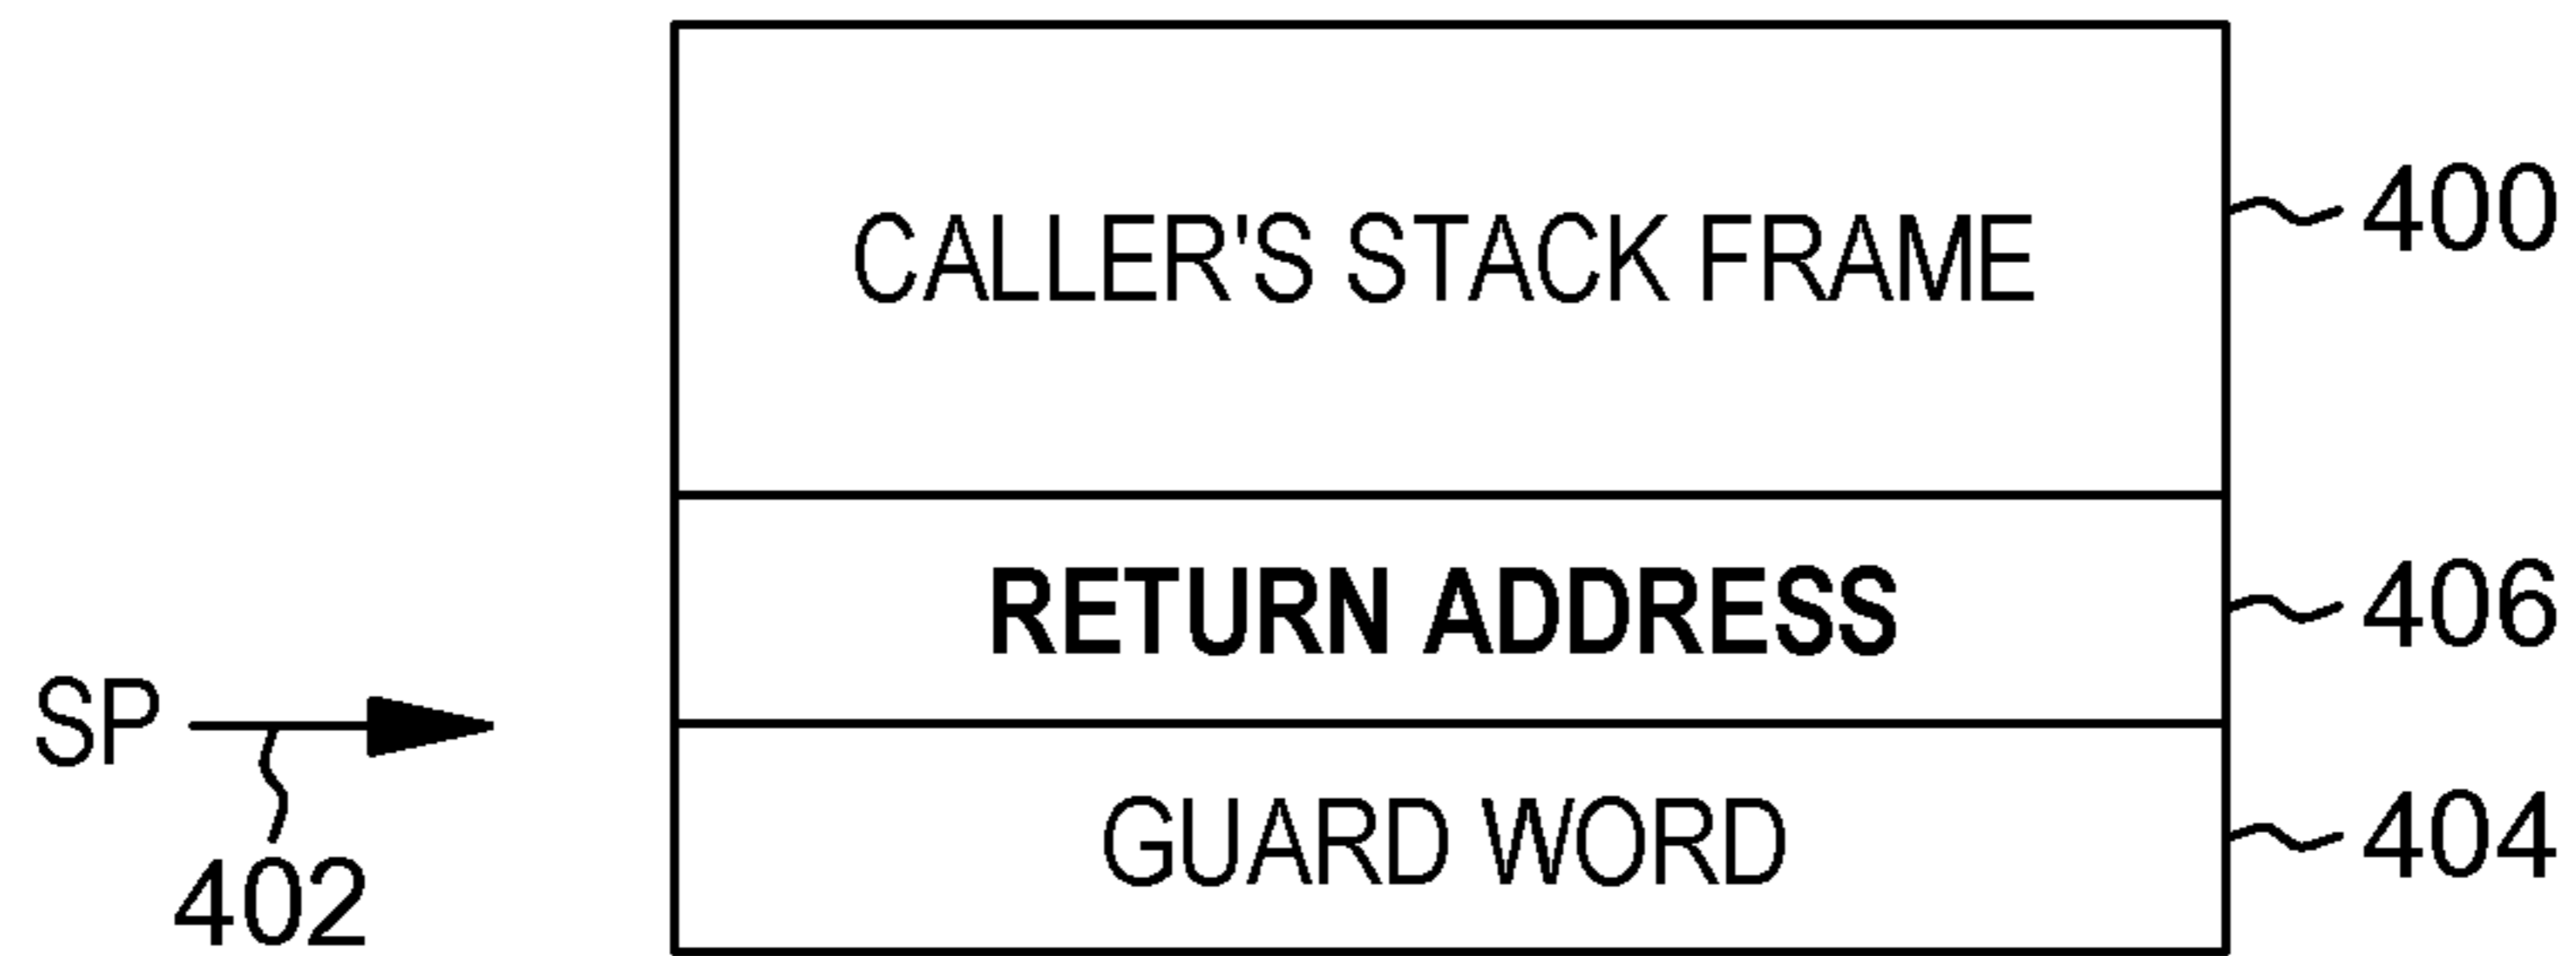 CALLER'S STACK FRAME
400
RETURN ADDRESS
406
SP
402
GUARD WORD
404